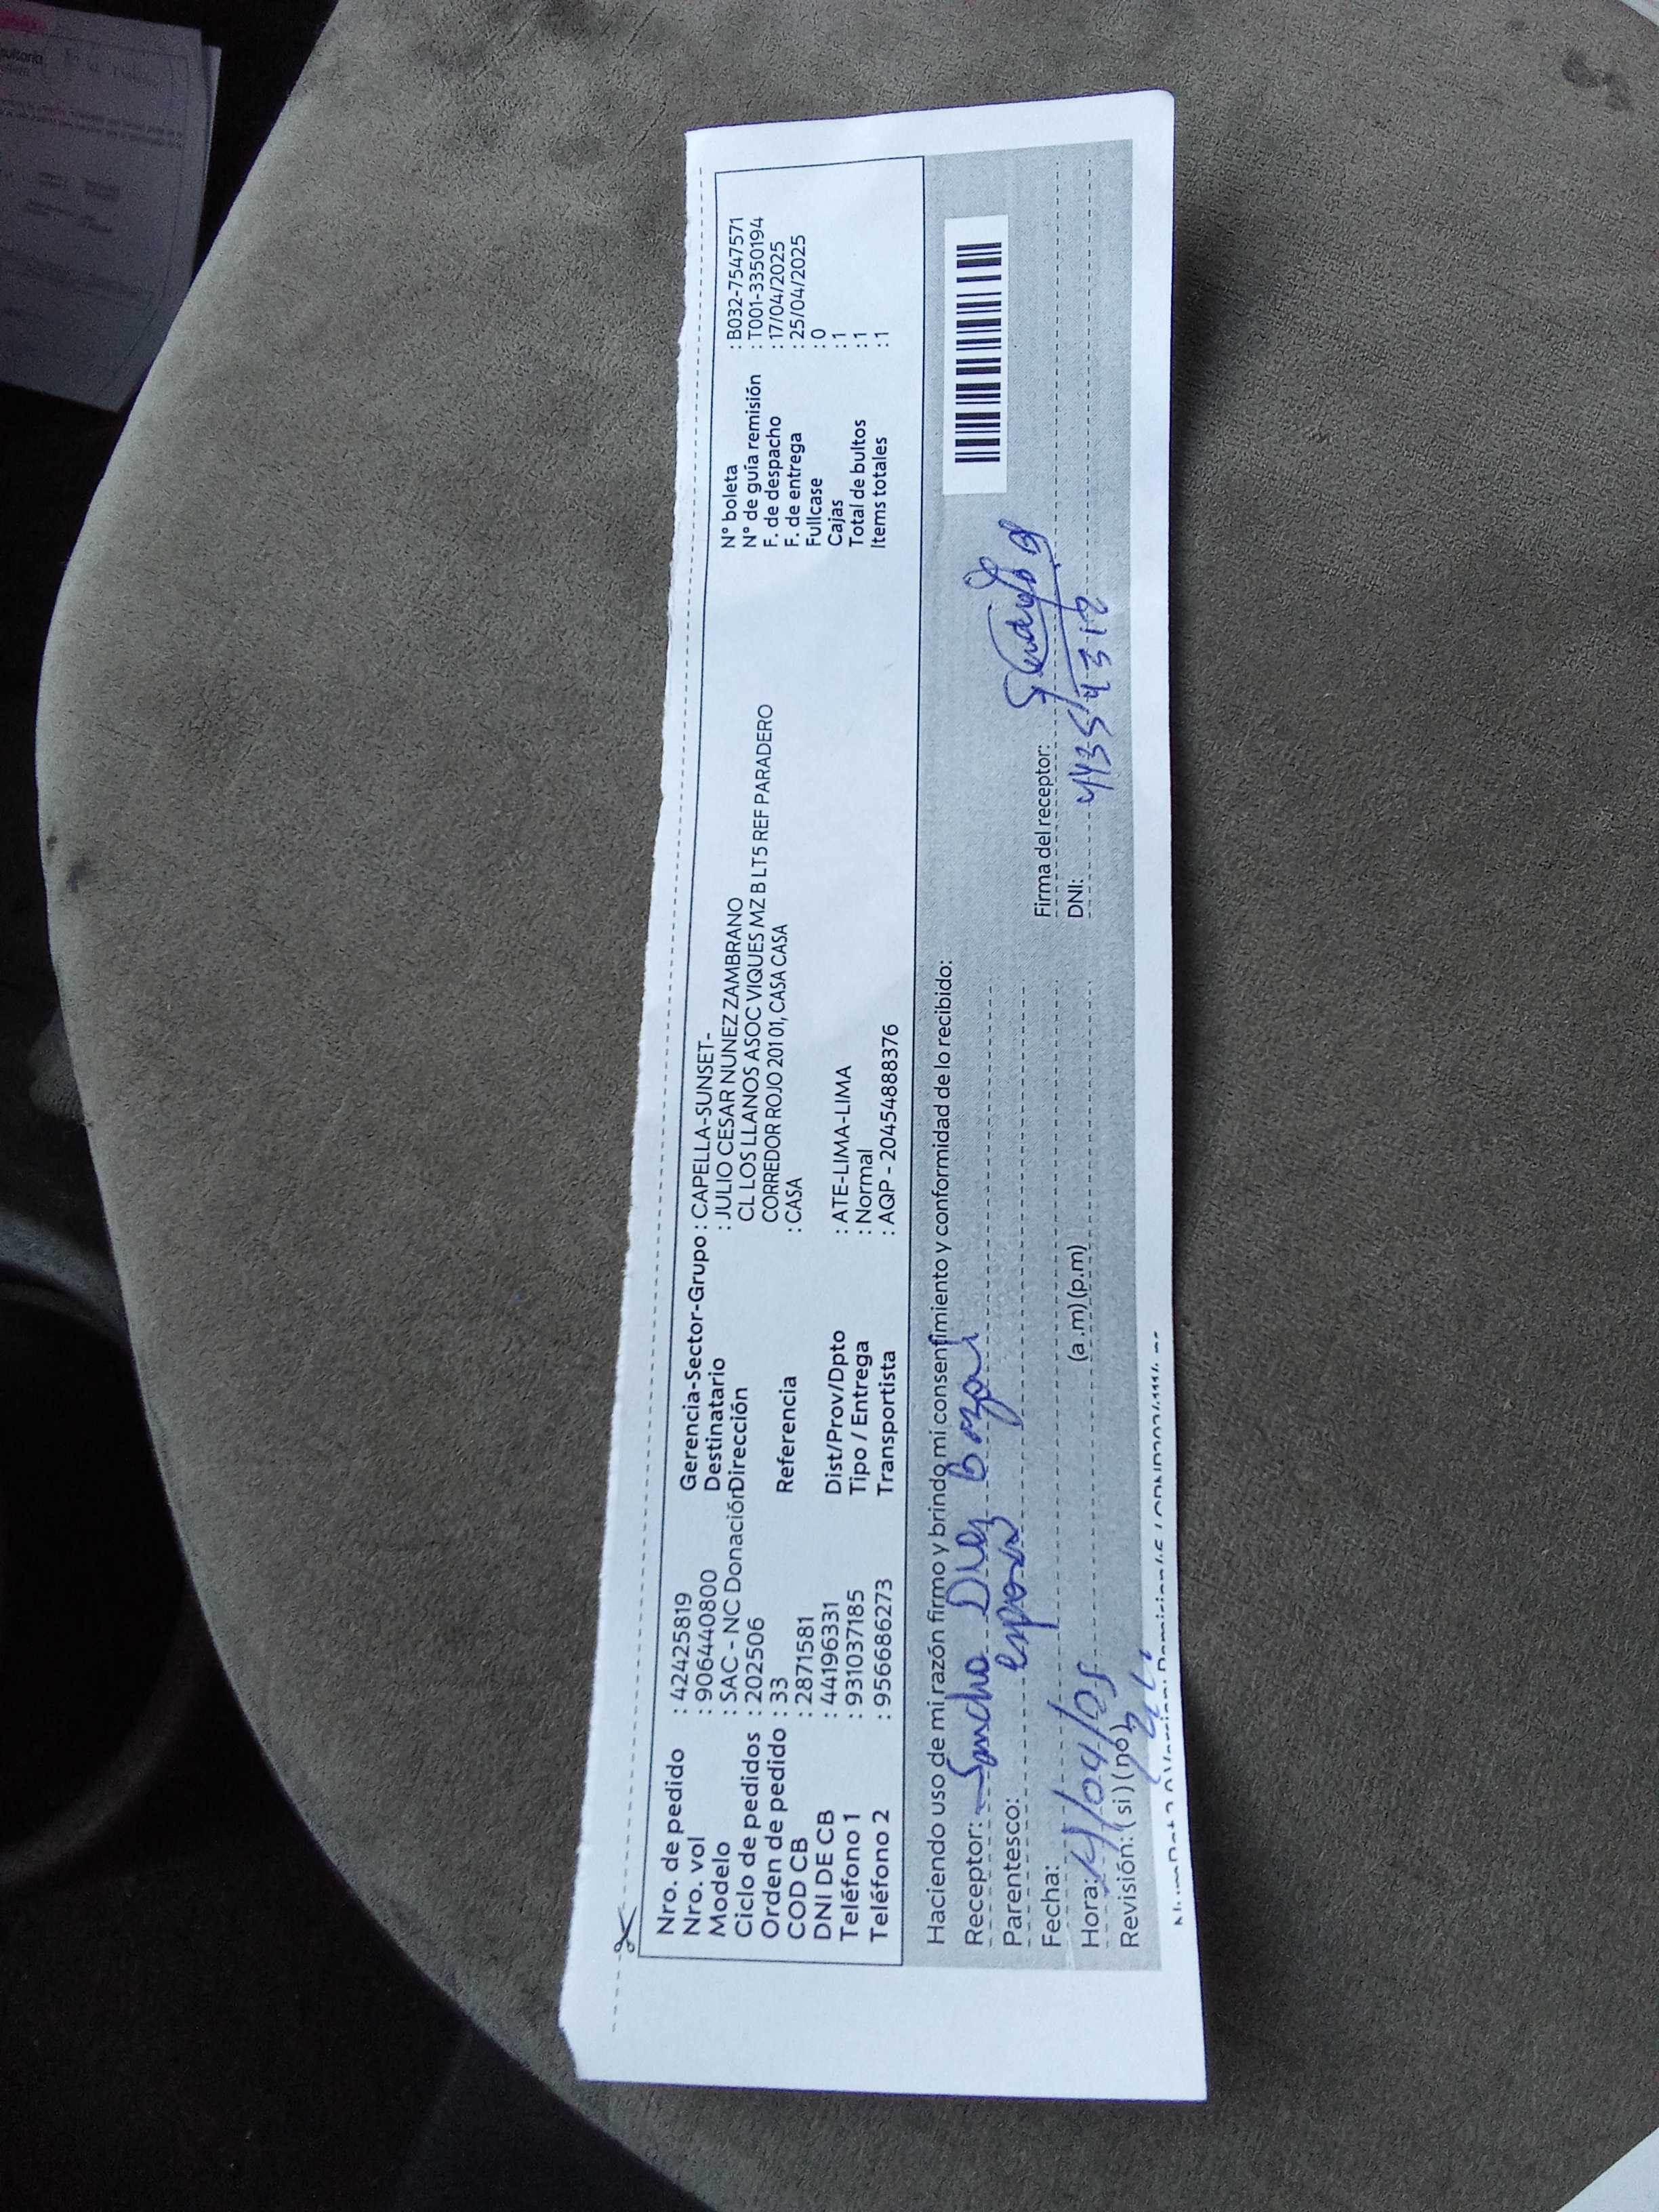 Nro. de pedido : 42425819
Nro. vol : 906440800
Modelo : SAC - NC Donación
Ciclo de pedidos : 202506
Orden de pedido : 33
COD CB : 2871581
DNI DE CB : 44196331
Teléfono 1 : 931037185
Teléfono 2 : 956686273
Gerencia-Sector-Grupo : CAPELLA-SUNSET-
Destinatario : JULIO CESAR NUNEZ ZAMBRANO
Dirección CL LOS LLANOS ASOC VIQUES MZ B LT5 REF PARADERO
CORREDOR ROJO 201 01, CASA CASA
Referencia : CASA
Dist/Prov/Dpto : ATE-LIMA-LIMA
Tipo / Entrega : Normal
Transportista : AQP - 20454888376
N° boleta : B032-7547571
N° de guía remisión : T001-3350194
F. de despacho : 17/04/2025
F. de entrega : 25/04/2025
Fullcase : 0
Cajas : 1
Total de bultos : 1
Items totales : 1
Haciendo uso de mi razón firmo y brindo mi consenfimiento y conformidad de lo recibido:
Receptor:
Parentesco: esposa
Fecha:
Hora: (a.m) (p.m)
Revisión: ( si ) ( no )
Firma del receptor:
DNI: